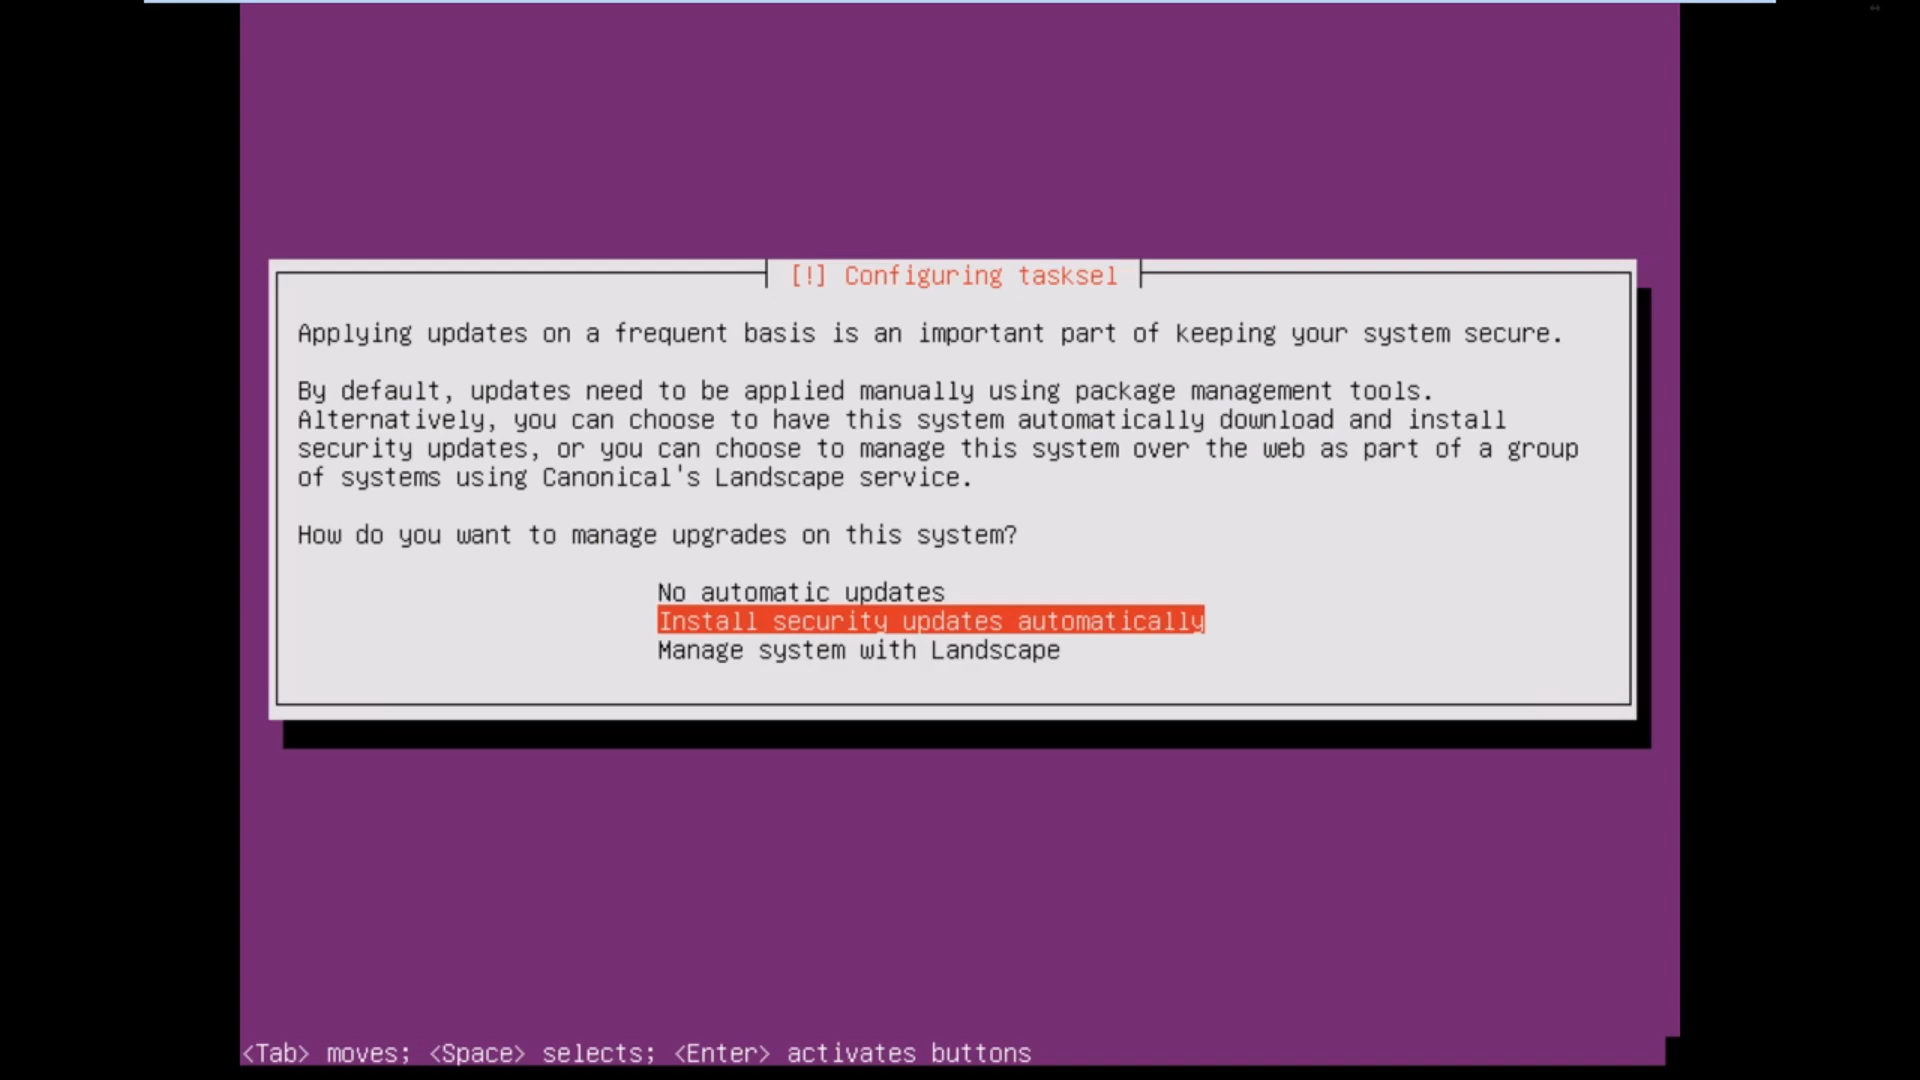 [!] Configuring tasksel
Applying updates on a frequent basis is an important part of keeping your system secure.
By default, updates need to be applied manually using package management tools.
Alternatively, you can choose to have this system automatically download and install
security updates, or you can choose to manage this system over the web as part of a group
of systems using Canonical's Landscape service.
How do you want to manage upgrades on this system?
No automatic updates
Install security updates automatically
Manage system with Landscape
<Tab> moves; <Space> selects; <Enter> activates buttons